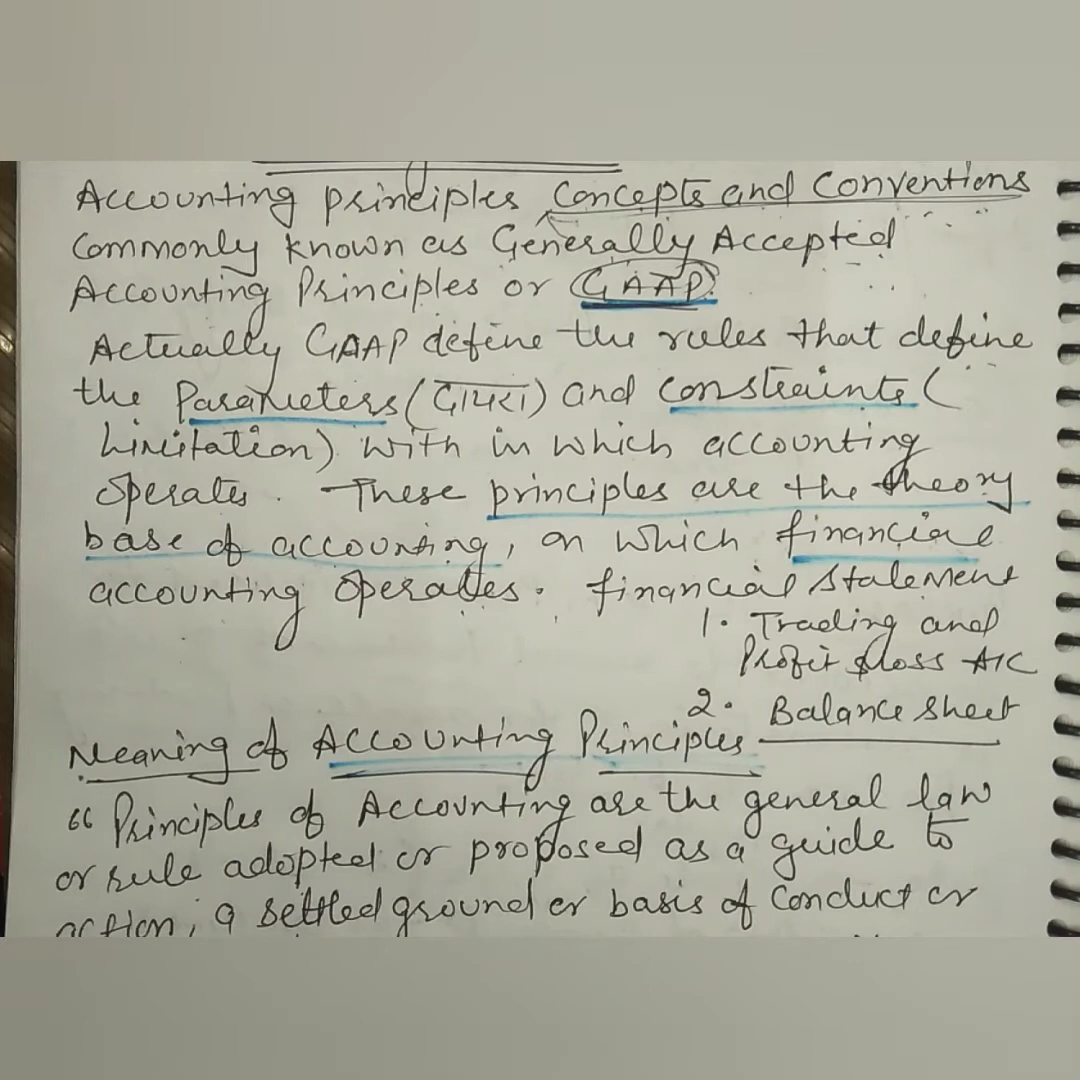 Accounting principles concepts and conventions
commonly known as Generally Accepted
Accounting Principles or GAAP.
Actually GAAP define the rules that define
the Parameters (दायरा) and constraints (
Limitation) with in which accounting
operates. These principles are the theory
base of accounting, on which financial
accounting operates. financial statement
1. Trading and
Profit & loss A/C
2. Balance sheet
Meaning of Accounting Principles
“ Principles of Accounting are the general law
or rule adopted or proposed as a guide to
action, a settled ground or basis of conduct or